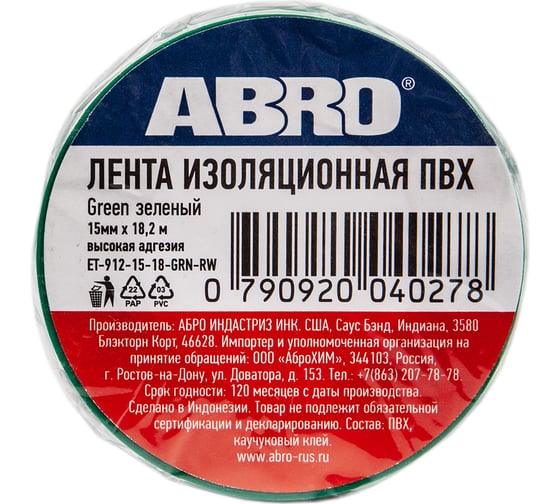 ABRO®
ЛЕНТА ИЗОЛЯЦИОННАЯ ПВХ
Green зеленый
15мм x 18,2 м
высокая адгезия
ET-912-15-18-GRN-RW
22
PAP
03
PVC
0 790920 040278
Производитель: АБРО ИНДАСТРИЗ ИНК. США, Саус Бэнд, Индиана, 3580
Блэкторн Корт, 46628. Импортер и уполномоченная организация на
принятие обращений: ООО «АброХИМ», 344103, Россия,
г. Ростов-на-Дону, ул. Доватора, д. 153. Тел.: +7(863) 207-78-78.
Срок годности: 120 месяцев с даты производства.
Сделано в Индонезии. Товар не подлежит обязательной
сертификации и декларированию. Состав: ПВХ,
каучуковый клей.
www.abro-rus.ru